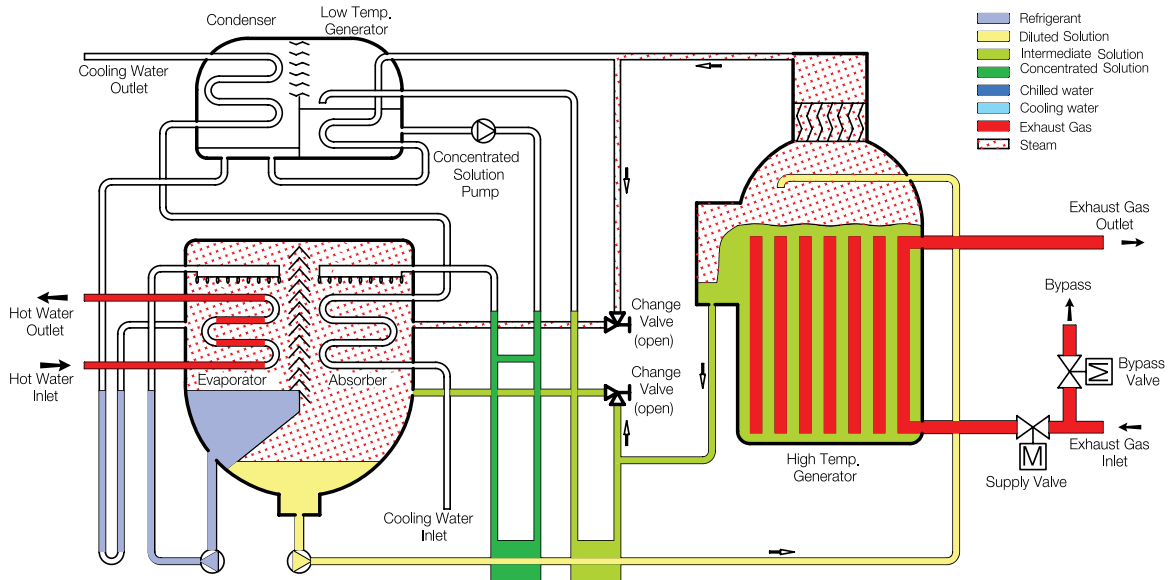 Condenser
Low Temp.
Generator
Cooling Water
Outlet
Concentrated
Solution
Pump
Refrigerant
Diluted Solution
Intermediate Solution
Concentrated Solution
Chilled water
Cooling water
Exhaust Gas
Steam
Exhaust Gas
Outlet
Hot Water
Outlet
Hot Water
Inlet
Evaporator
Absorber
Change
Valve
(open)
Change
Valve
(open)
Bypass
Bypass
Valve
M
Exhaust Gas
Inlet
M
Supply Valve
High Temp.
Generator
Cooling Water
Inlet